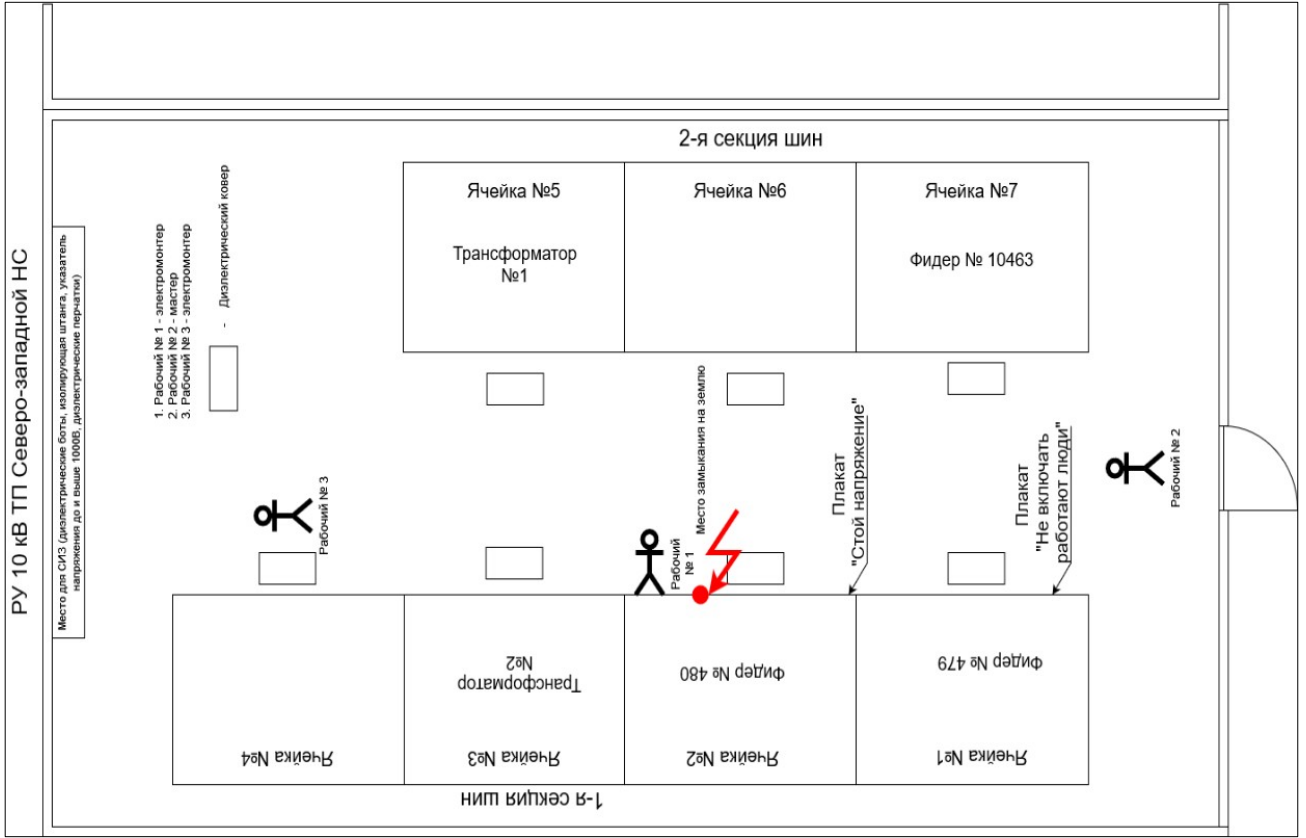 РУ 10 кВ ТП Северо-западной НС
Место для СИЗ (диэлектрические боты, изолирующая штанга, указатель
напряжения до и выше 1000В, диэлектрические перчатки)
1. Рабочий № 1 - электромонтер
2. Рабочий № 2 - мастер
3. Рабочий № 3 - электромонтер
- Диэлектрический ковер
2-я секция шин
Ячейка №5
Трансформатор
№1
Ячейка №6
Ячейка №7
Фидер № 10463
Рабочий № 3
Рабочий
№ 1
Место замыкания на землю
Плакат
"Стой напряжение"
Плакат
"Не включать
работают люди"
Рабочий № 2
Ячейка №4
Трансформатор
№2
Ячейка №3
Фидер № 480
Ячейка №2
Фидер № 479
Ячейка №1
1-я секция шин